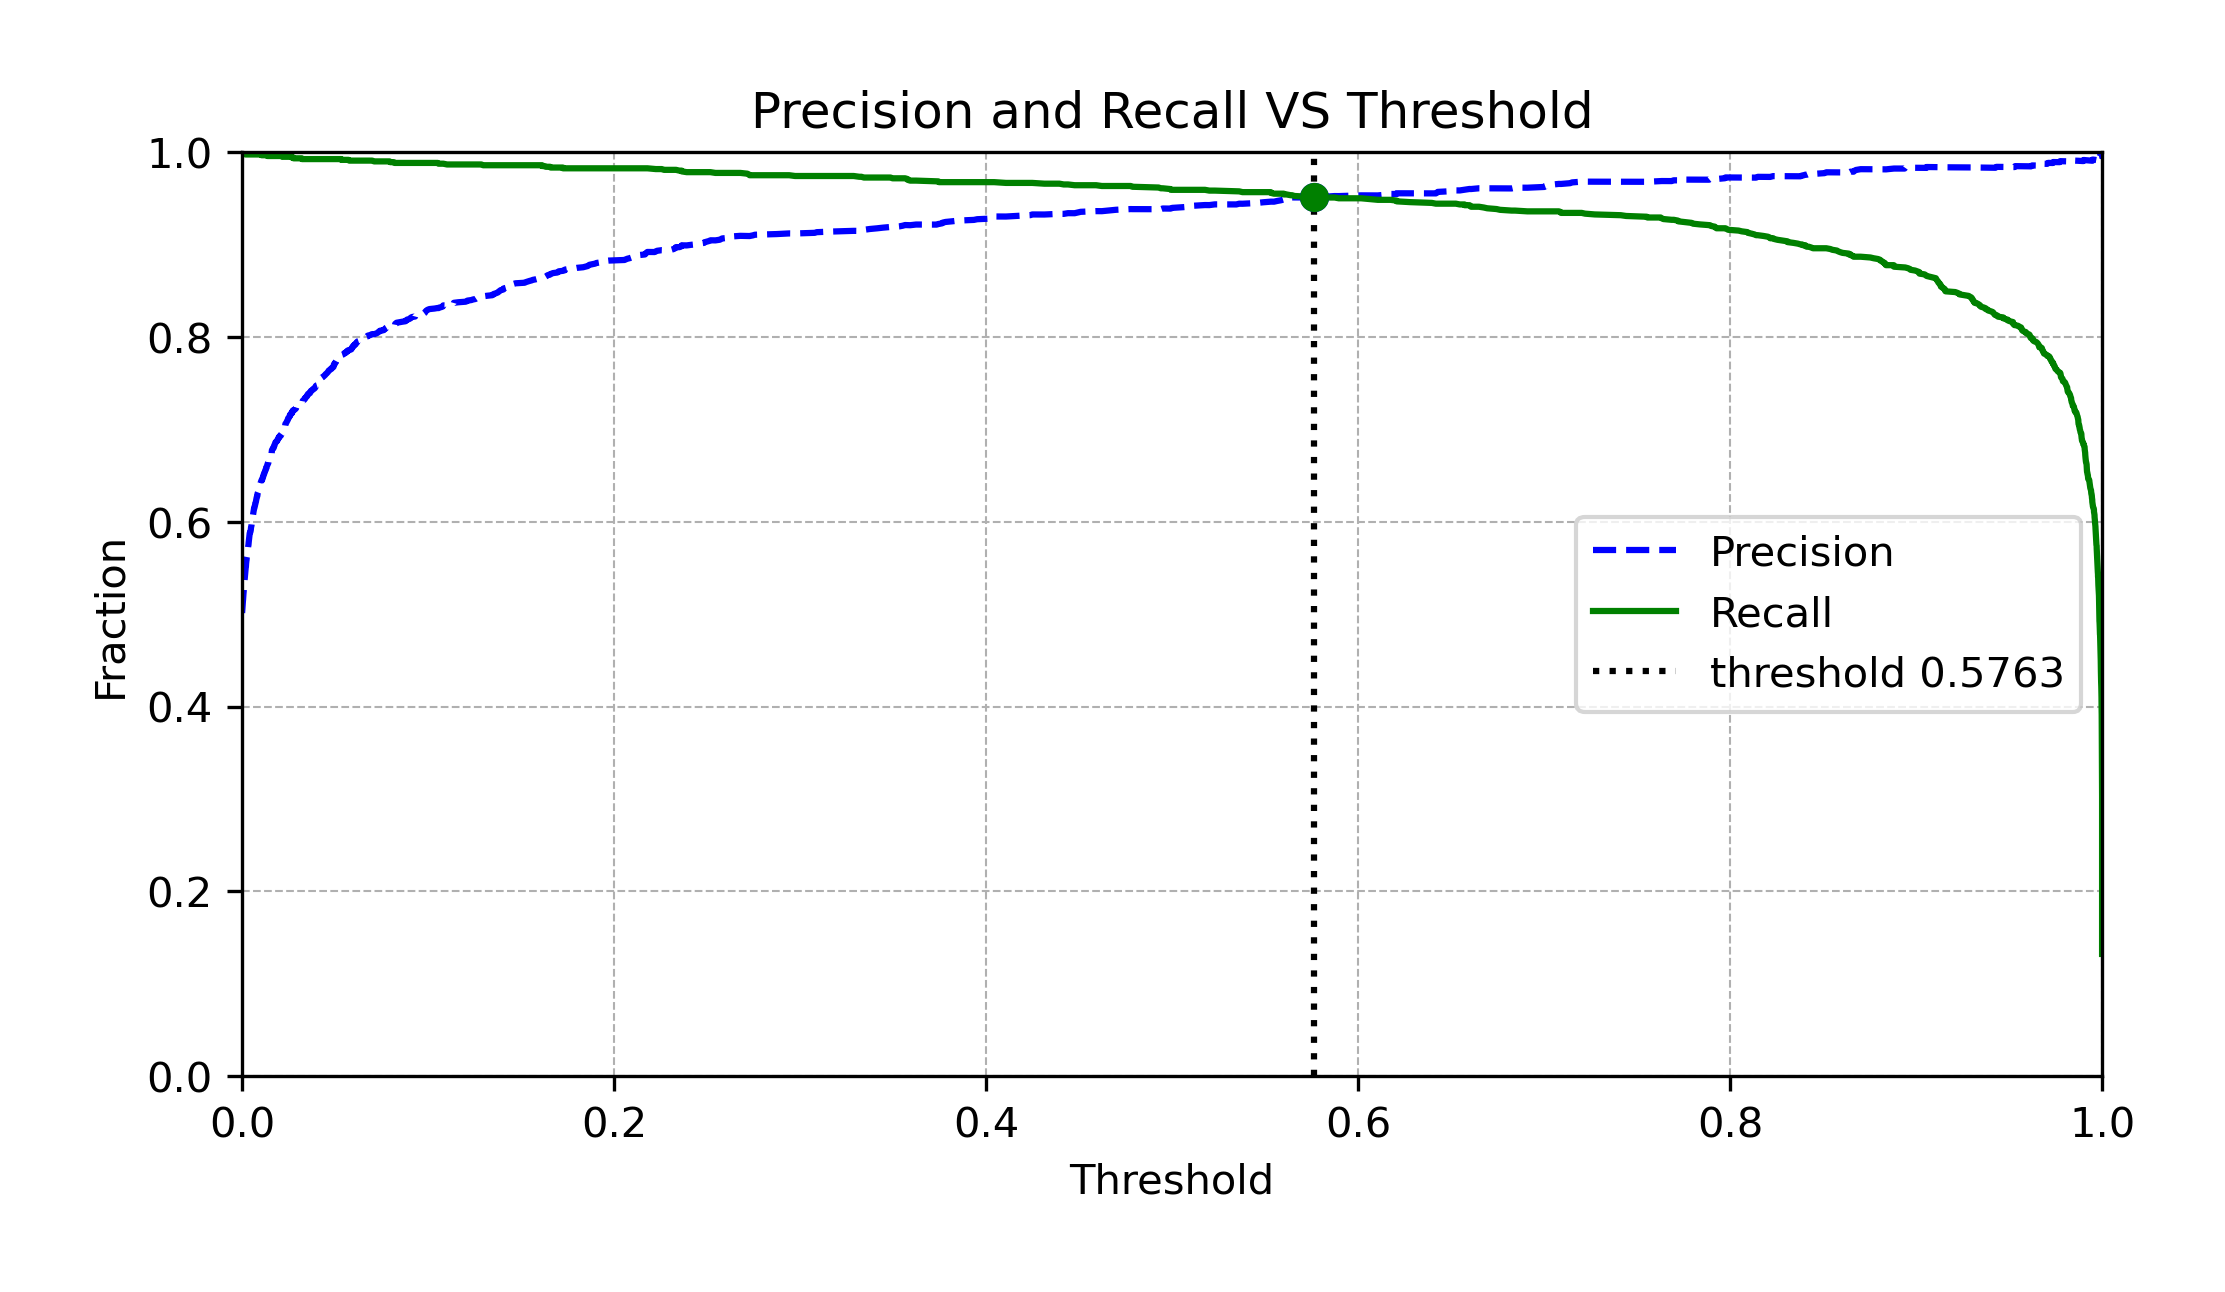 Precision and Recall VS Threshold
1.0
0.8
0.6
0.4
0.2
0.0
Fraction
Precision
Recall
threshold 0.5763
0.0 0.2 0.4 0.6 0.8 1.0
Threshold